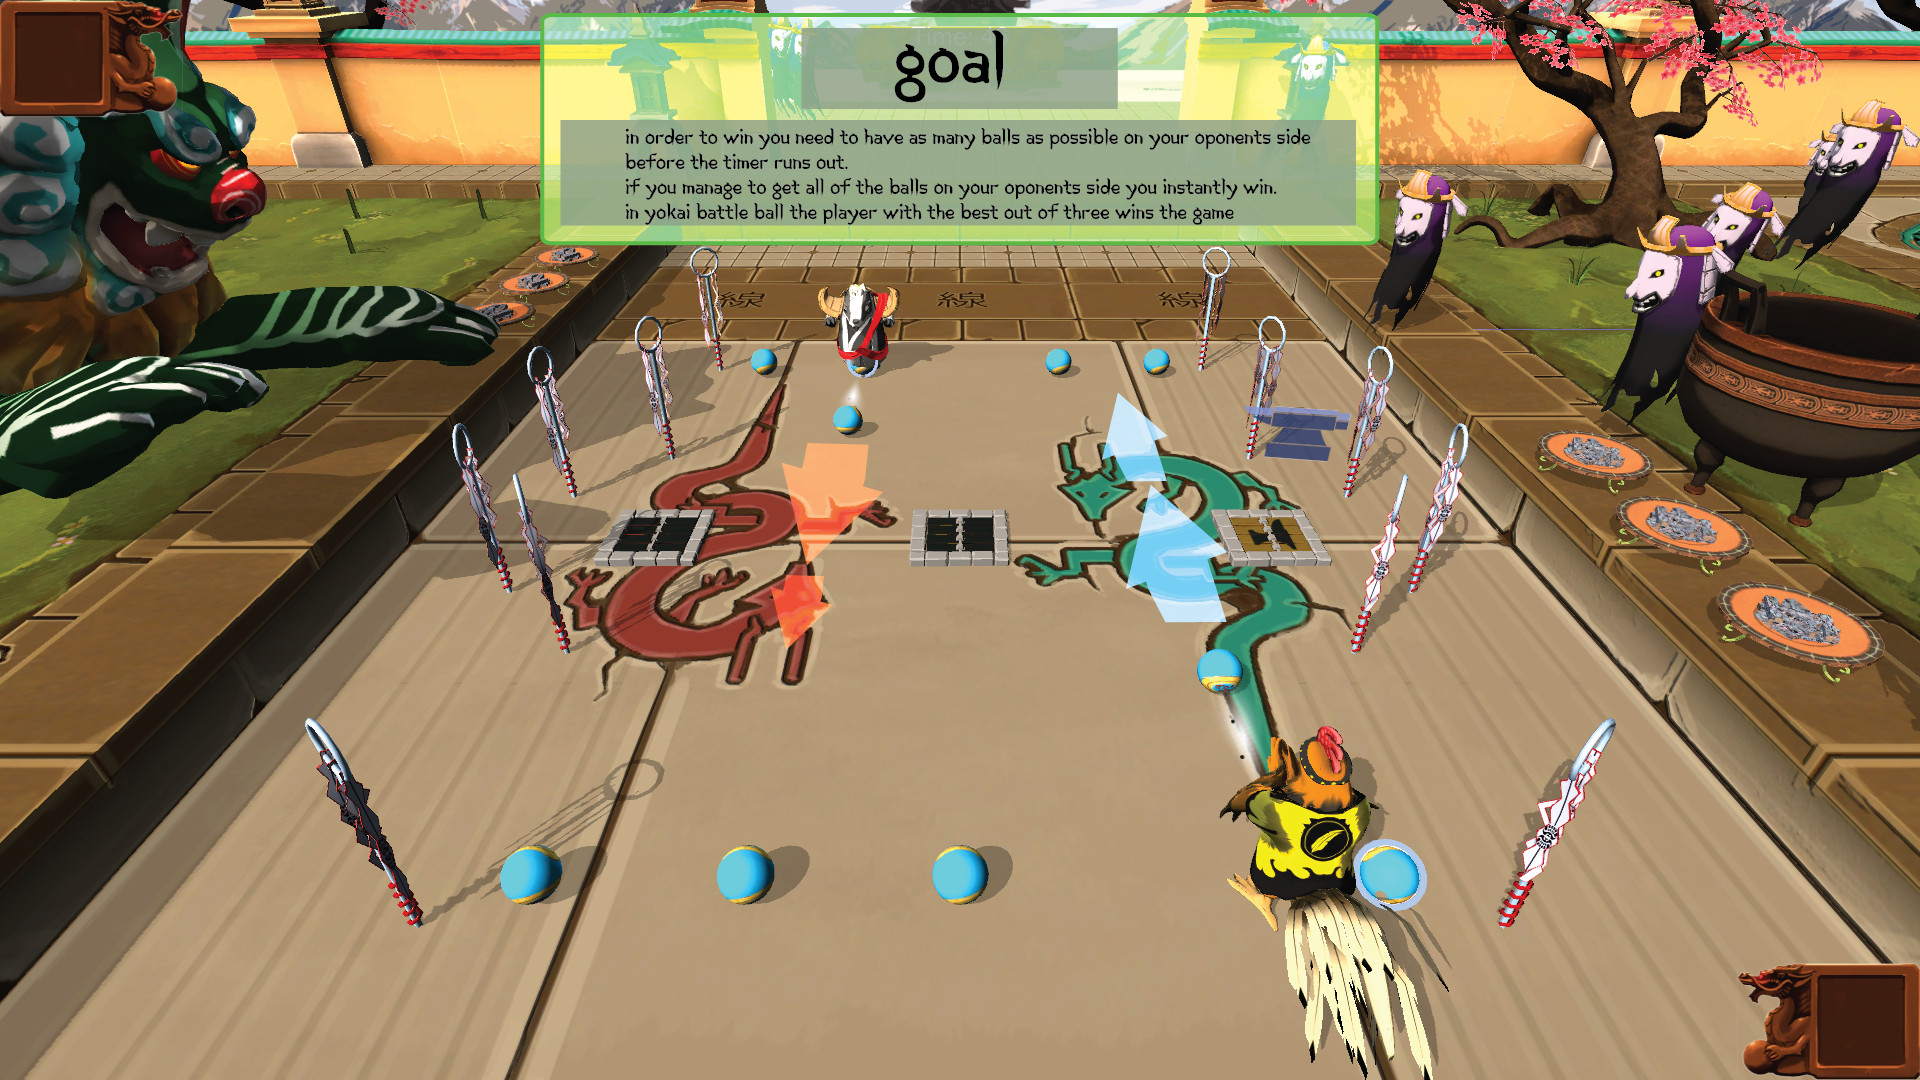 goal
in order to win you need to have as many balls as possible on your oponents side
before the timer runs out.
if you manage to get all of the balls on your oponents side you instantly win.
in yokai battle ball the player with the best out of three wins the game
線 線 線